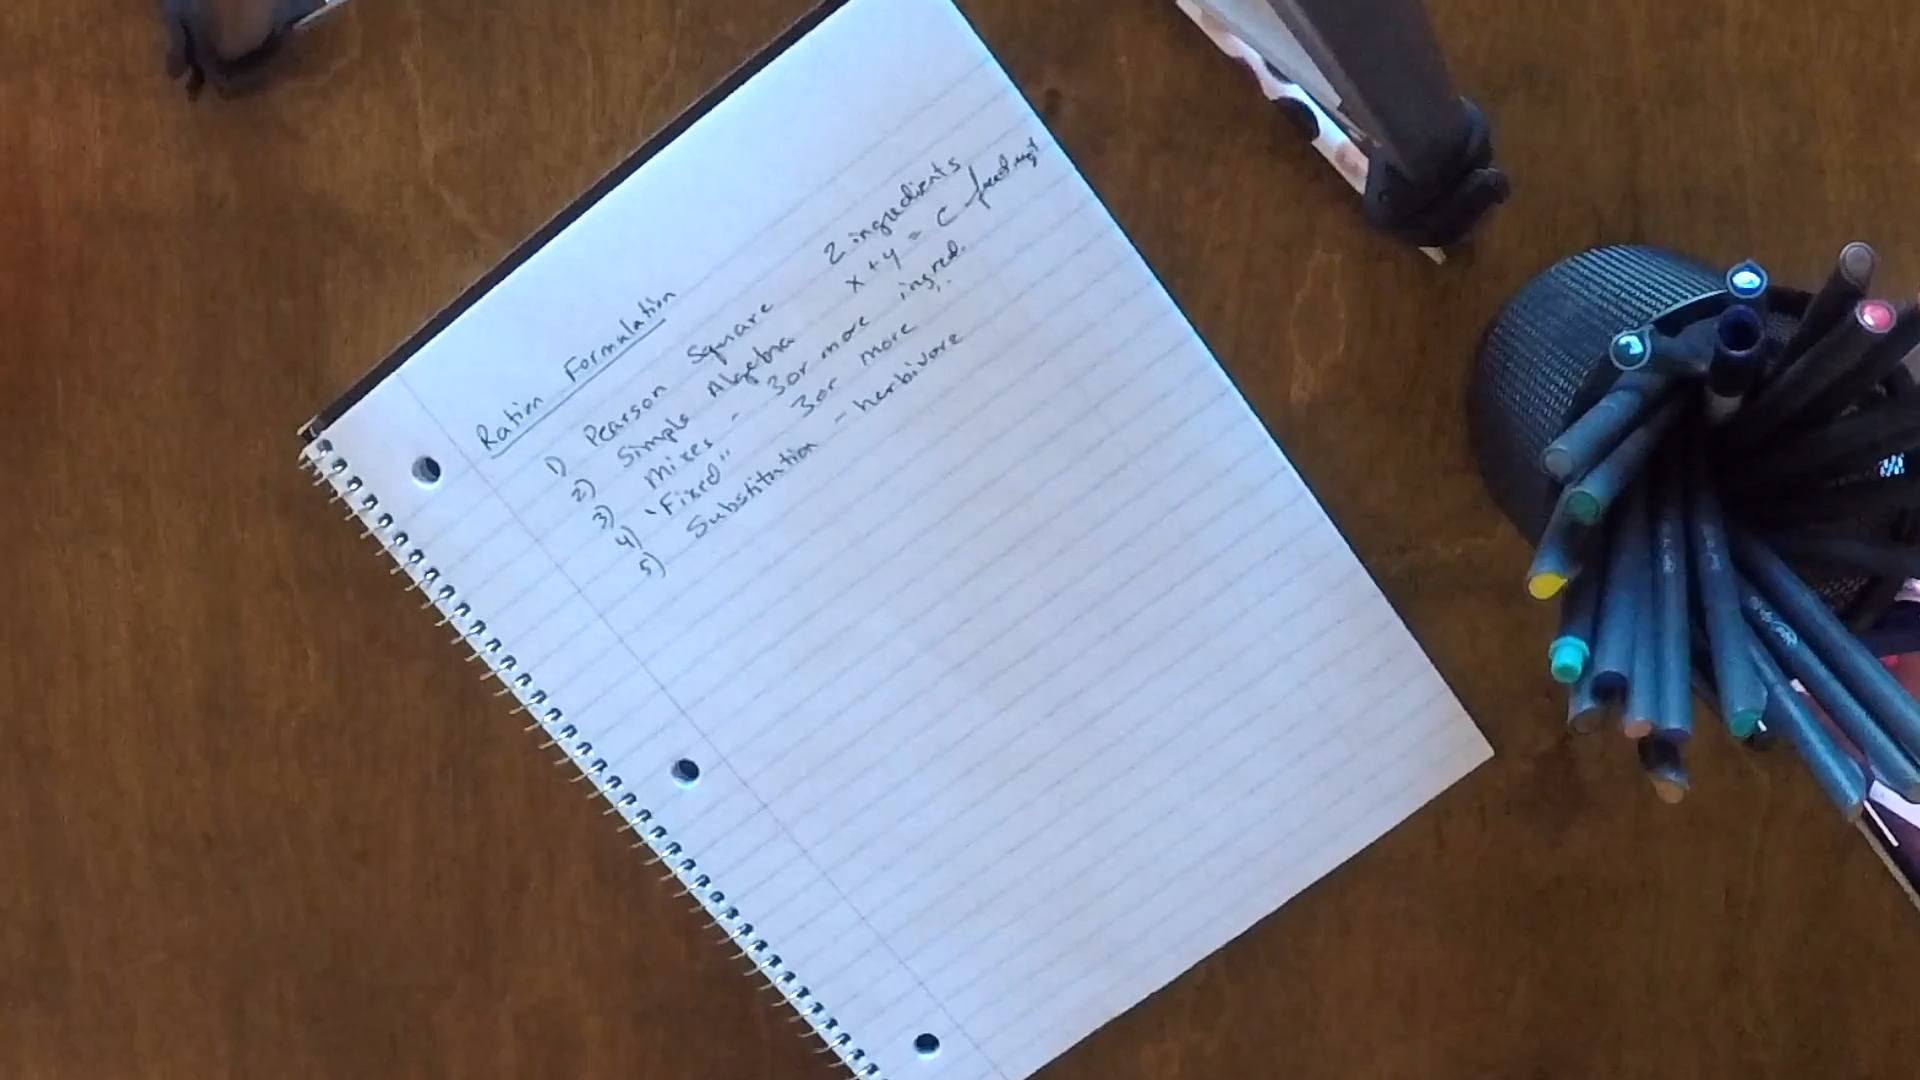 Ration Formulation
1) Pearson Square 2 ingredients
2) Simple Algebra x + y = C feed
3) Mixes - 3 or more ingred.
4) "Fixed" 3 or more "
5) Substitution - herbivore